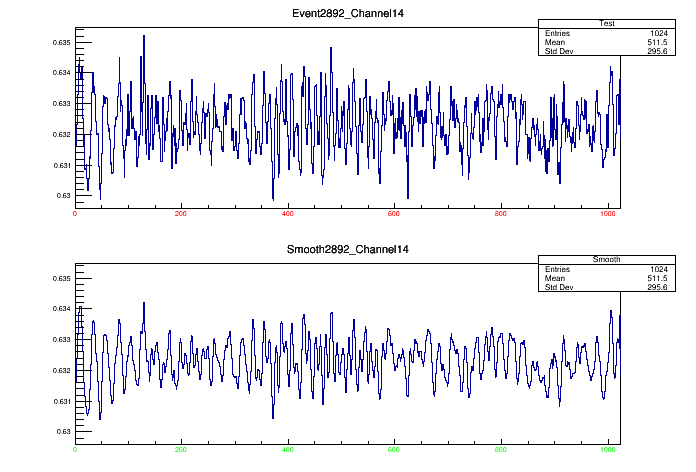 Event2892_Channel14
Test
Entries 1024
Mean 511.5
Std Dev 295.6
0.635
0.634
0.633
0.632
0.631
0.63
0 200 400 600 800 1000
Smooth2892_Channel14
Smooth
Entries 1024
Mean 511.5
Std Dev 295.6
0.635
0.634
0.633
0.632
0.631
0.63
0 200 400 600 800 1000